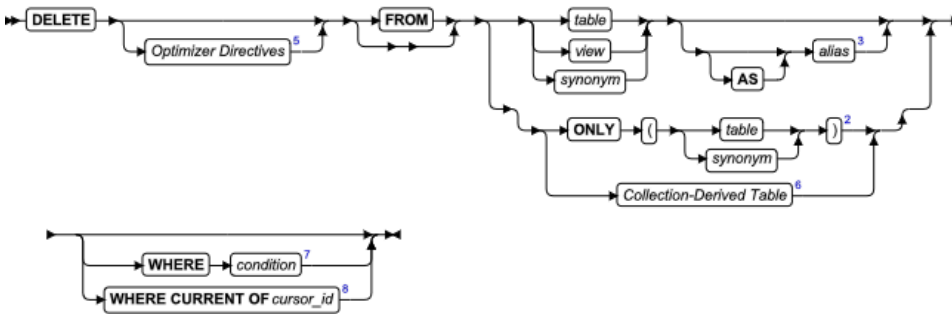 DELETE FROM table
Optimizer Directives 5 view alias 3
synonym AS
ONLY ( table ) 2
synonym
Collection-Derived Table 6
WHERE condition 7
WHERE CURRENT OF cursor_id 8